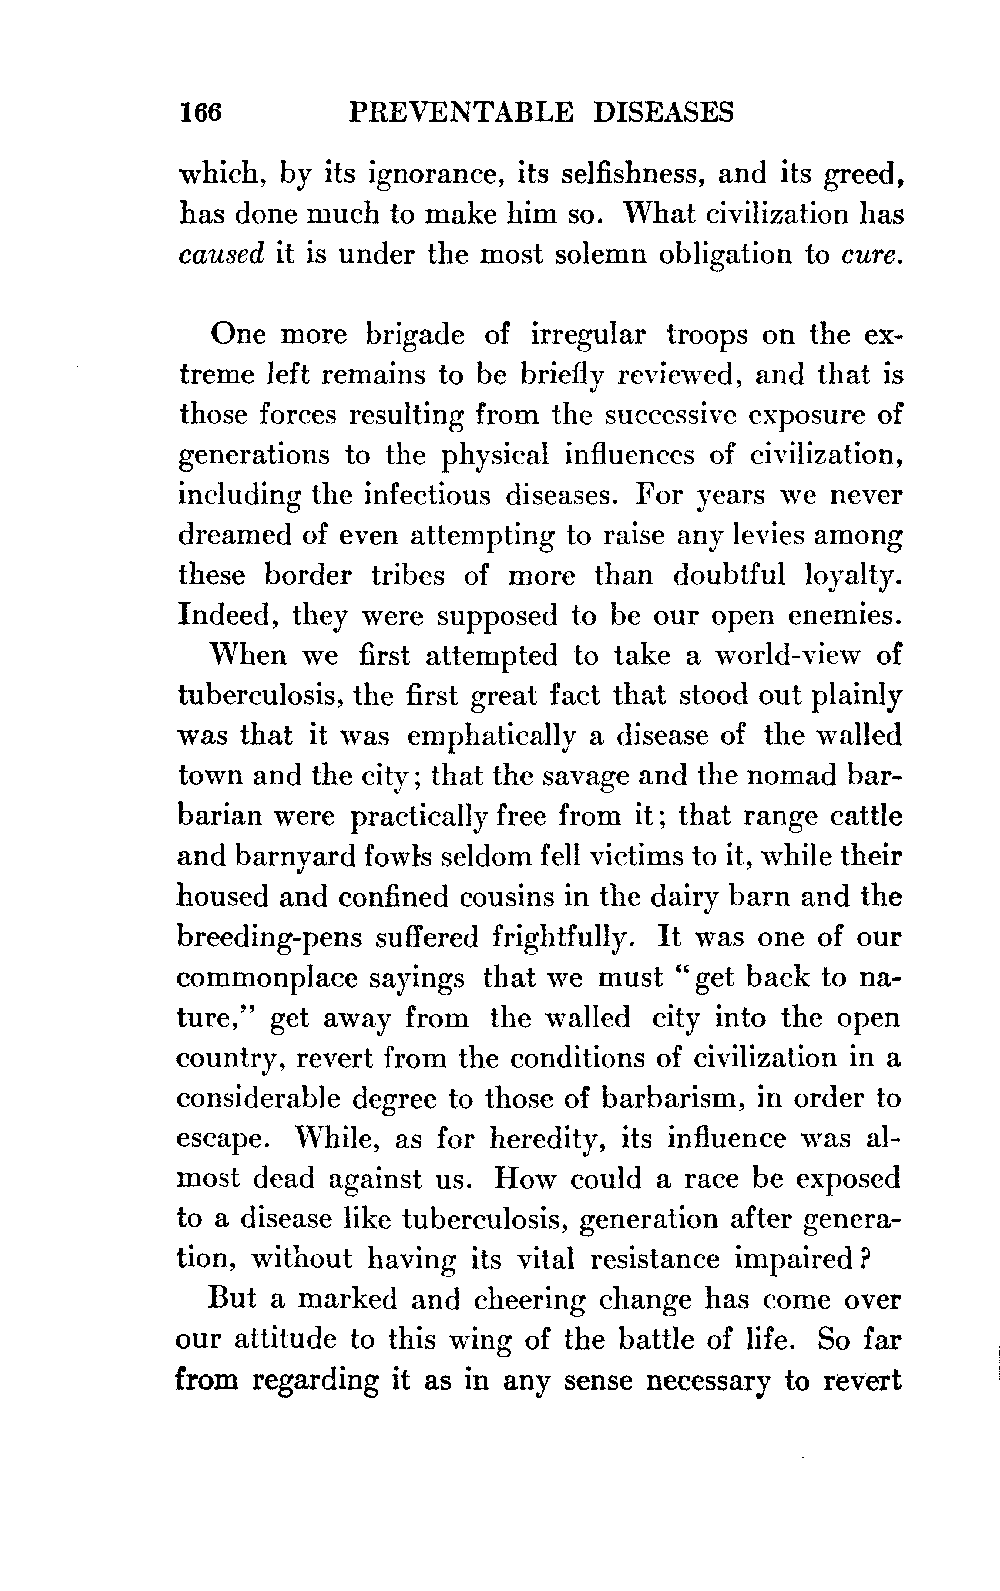 166 PREVENTABLE DISEASES
which, by its ignorance, its selfishness, and its greed,
has done much to make him so. What civilization has
caused it is under the most solemn obligation to cure.
One more brigade of irregular troops on the ex-
treme left remains to be briefly reviewed, and that is
those forces resulting from the successive exposure of
generations to the physical influences of civilization,
including the infectious diseases. For years we never
dreamed of even attempting to raise any levies among
these border tribes of more than doubtful loyalty.
Indeed, they were supposed to be our open enemies.
When we first attempted to take a world-view of
tuberculosis, the first great fact that stood out plainly
was that it was emphatically a disease of the walled
town and the city; that the savage and the nomad bar-
barian were practically free from it; that range cattle
and barnyard fowls seldom fell victims to it, while their
housed and confined cousins in the dairy barn and the
breeding-pens suffered frightfully. It was one of our
commonplace sayings that we must "get back to na-
ture," get away from the walled city into the open
country, revert from the conditions of civilization in a
considerable degree to those of barbarism, in order to
escape. While, as for heredity, its influence was al-
most dead against us. How could a race be exposed
to a disease like tuberculosis, generation after genera-
tion, without having its vital resistance impaired?
But a marked and cheering change has come over
our attitude to this wing of the battle of life. So far
from regarding it as in any sense necessary to revert